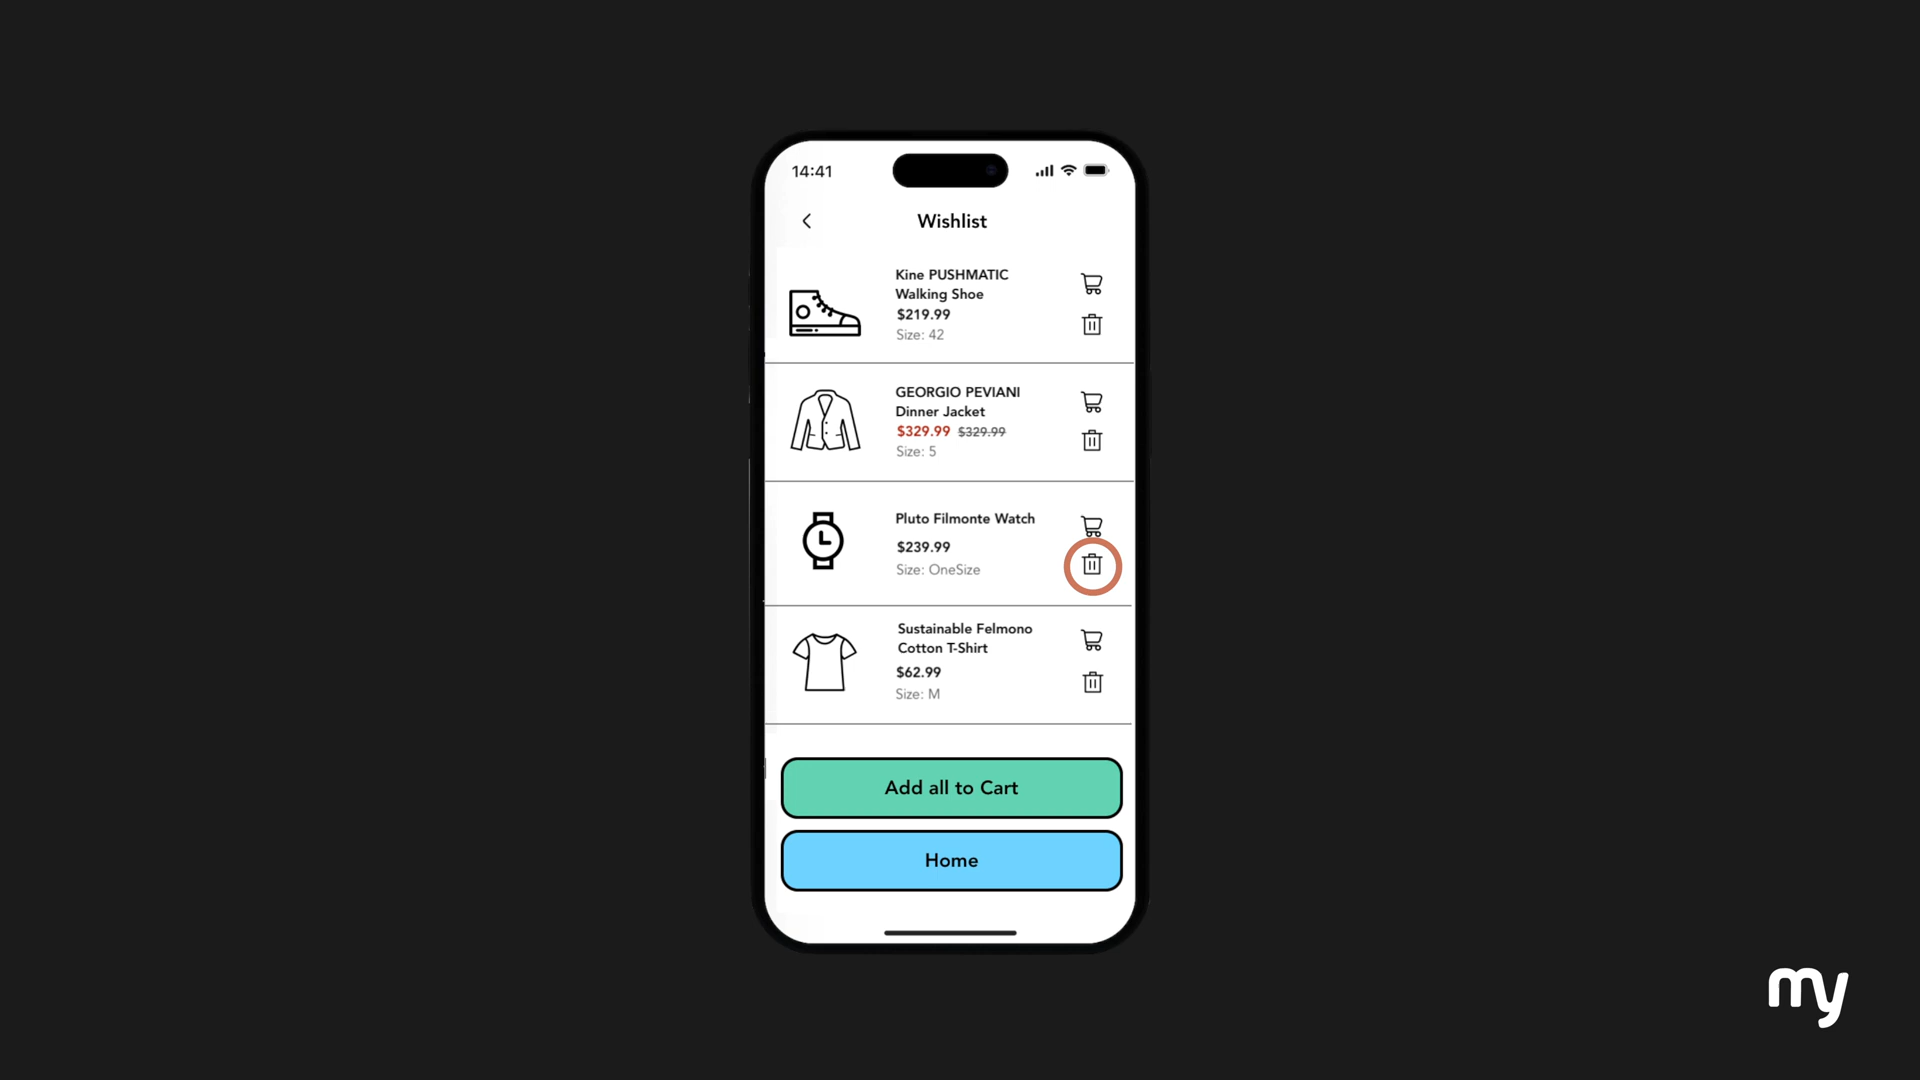 14:41
Wishlist
Kine PUSHMATIC
Walking Shoe
$219.99
Size: 42
GEORGIO PEVIANI
Dinner Jacket
$329.99 $329.99
Size: 5
Pluto Filmonte Watch
$239.99
Size: OneSize
Sustainable Felmono
Cotton T-Shirt
$62.99
Size: M
Add all to Cart
Home
my